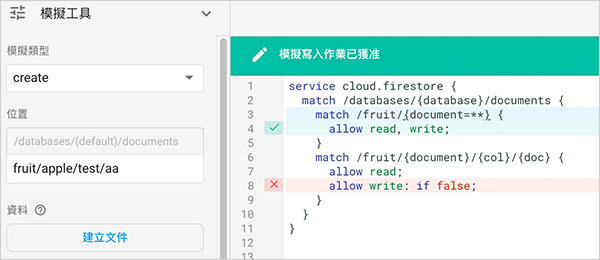 模擬工具
模擬類型
create
位置
/databases/(default)/documents
fruit/apple/test/aa
資料
建立文件
模擬寫入作業已獲准
1 service cloud.firestore {
2 match /databases/{database}/documents {
3 match /fruit/{document=**} {
4 allow read, write;
5 }
6 match /fruit/{document}/{col}/{doc} {
7 allow read;
8 allow write: if false;
9 }
10 }
11 }
12
13